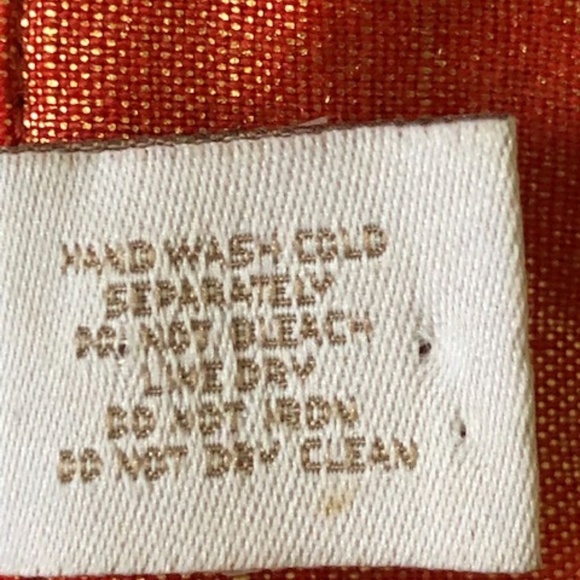 HAND WASH COLD
SEPARATELY
DO NOT BLEACH
LINE DRY
DO NOT IRON
DO NOT DRY CLEAN